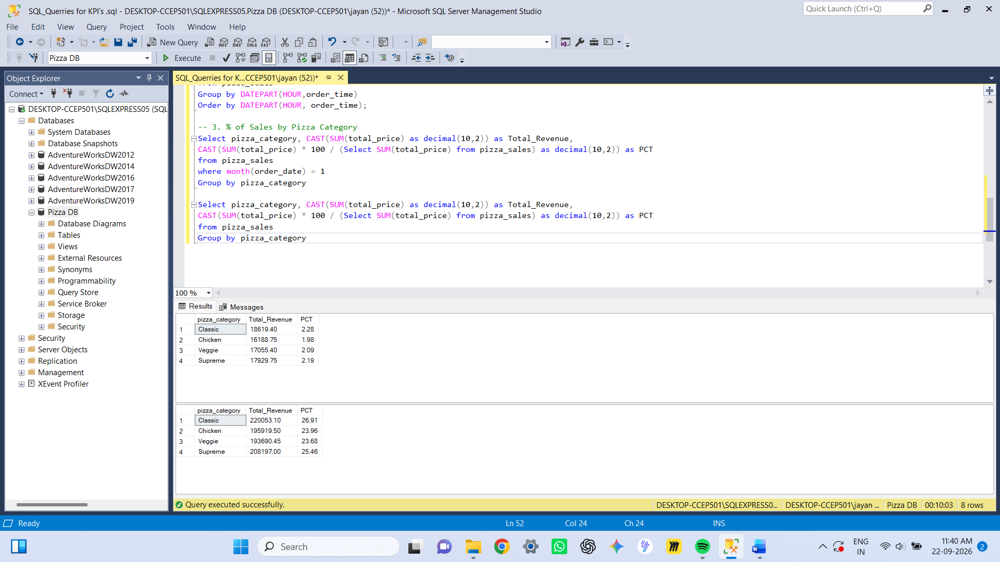 SQL_Querries for KPI's .sql - DESKTOP-CCEP501\SQLEXPRESS05.Pizza DB (DESKTOP-CCEP501\jayan (52))* - Microsoft SQL Server Management Studio
Quick Launch (Ctrl+Q)
File Edit View Query Project Tools Window Help
New Query MDX DMX XMLA DAX
Pizza DB Execute
Object Explorer
SQL_Querries for K...CCEP501\jayan (52))*
Connect
DESKTOP-CCEP501\SQLEXPRESS05 (SQL
Databases
System Databases
Database Snapshots
AdventureWorksDW2012
AdventureWorksDW2014
AdventureWorksDW2016
AdventureWorksDW2017
AdventureWorksDW2019
Pizza DB
Database Diagrams
Tables
Views
External Resources
Synonyms
Programmability
Query Store
Service Broker
Storage
Security
Security
Server Objects
Replication
Management
XEvent Profiler
from pizza_sales
Group by DATEPART(HOUR,order_time)
Order by DATEPART(HOUR, order_time);
-- 3. % of Sales by Pizza Category
Select pizza_category, CAST(SUM(total_price) as decimal(10,2)) as Total_Revenue,
CAST(SUM(total_price) * 100 / (Select SUM(total_price) from pizza_sales) as decimal(10,2)) as PCT
from pizza_sales
where month(order_date) = 1
Group by pizza_category
Select pizza_category, CAST(SUM(total_price) as decimal(10,2)) as Total_Revenue,
CAST(SUM(total_price) * 100 / (Select SUM(total_price) from pizza_sales) as decimal(10,2)) as PCT
from pizza_sales
Group by pizza_category
100 %
Results Messages
pizza_category Total_Revenue PCT
1 Classic 18619.40 2.28
2 Chicken 16188.75 1.98
3 Veggie 17055.40 2.09
4 Supreme 17929.75 2.19
pizza_category Total_Revenue PCT
1 Classic 220053.10 26.91
2 Chicken 195919.50 23.96
3 Veggie 193690.45 23.68
4 Supreme 208197.00 25.46
Query executed successfully. DESKTOP-CCEP501\SQLEXPRESS0... DESKTOP-CCEP501\jayan ... Pizza DB 00:10:03 8 rows
Ready Ln 52 Col 24 Ch 24 INS
Search
ENG
IN
11:40 AM
22-09-2026
2